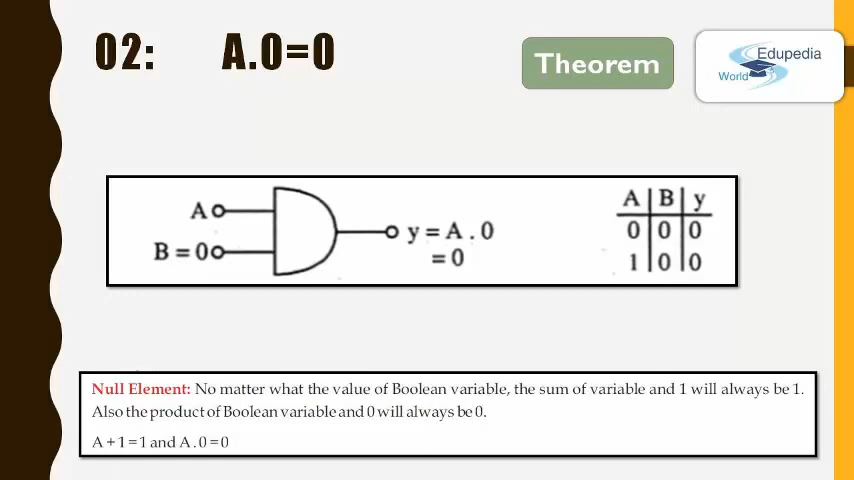 02: A.0=0
Theorem
Edupedia
World
A
B = 0
y = A . 0
= 0
A B y
0 0 0
1 0 0
Null Element: No matter what the value of Boolean variable, the sum of variable and 1 will always be 1.
Also the product of Boolean variable and 0 will always be 0.
A + 1 = 1 and A . 0 = 0